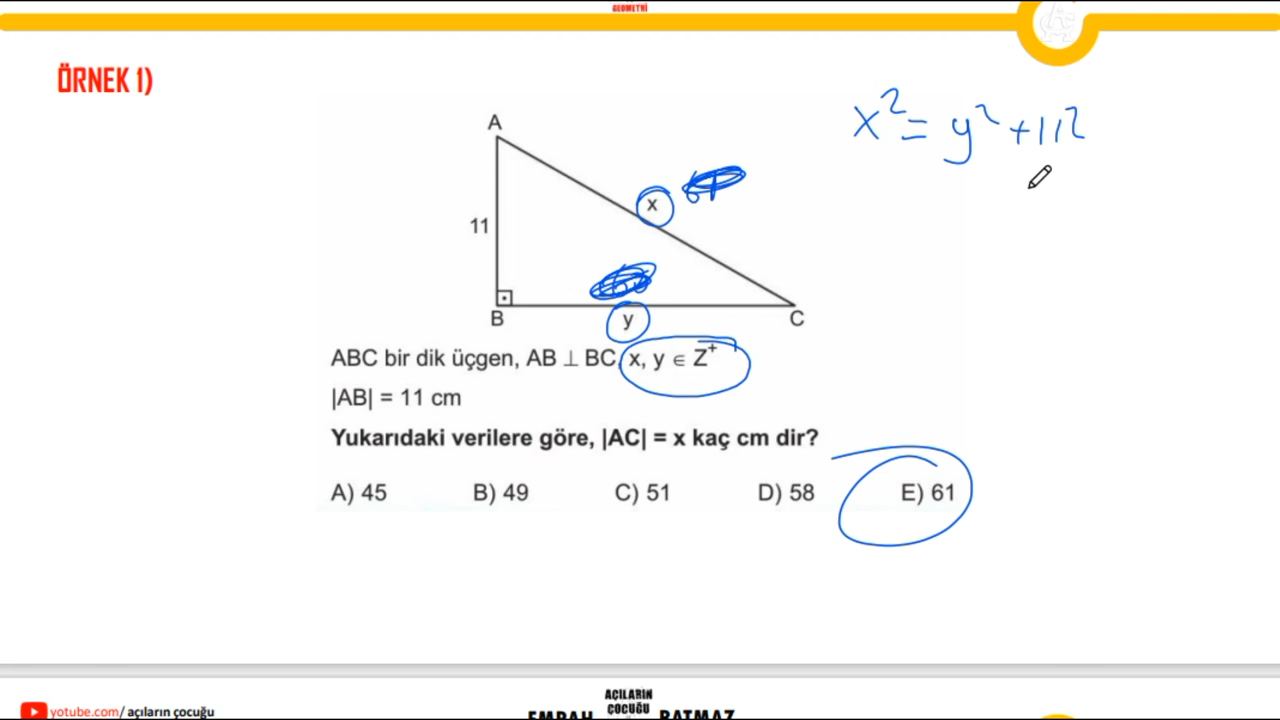 GEOMETRİ
ÖRNEK 1)
x² = y² + 11²
A
x
11
B
y
C
ABC bir dik üçgen, AB ⊥ BC, x, y ∈ Z⁺
|AB| = 11 cm
Yukarıdaki verilere göre, |AC| = x kaç cm dir?
A) 45 B) 49 C) 51 D) 58 E) 61
yotube.com/ açıların çocuğu
AÇILARIN
ÇOCUĞU
EMRAH BATMAZ